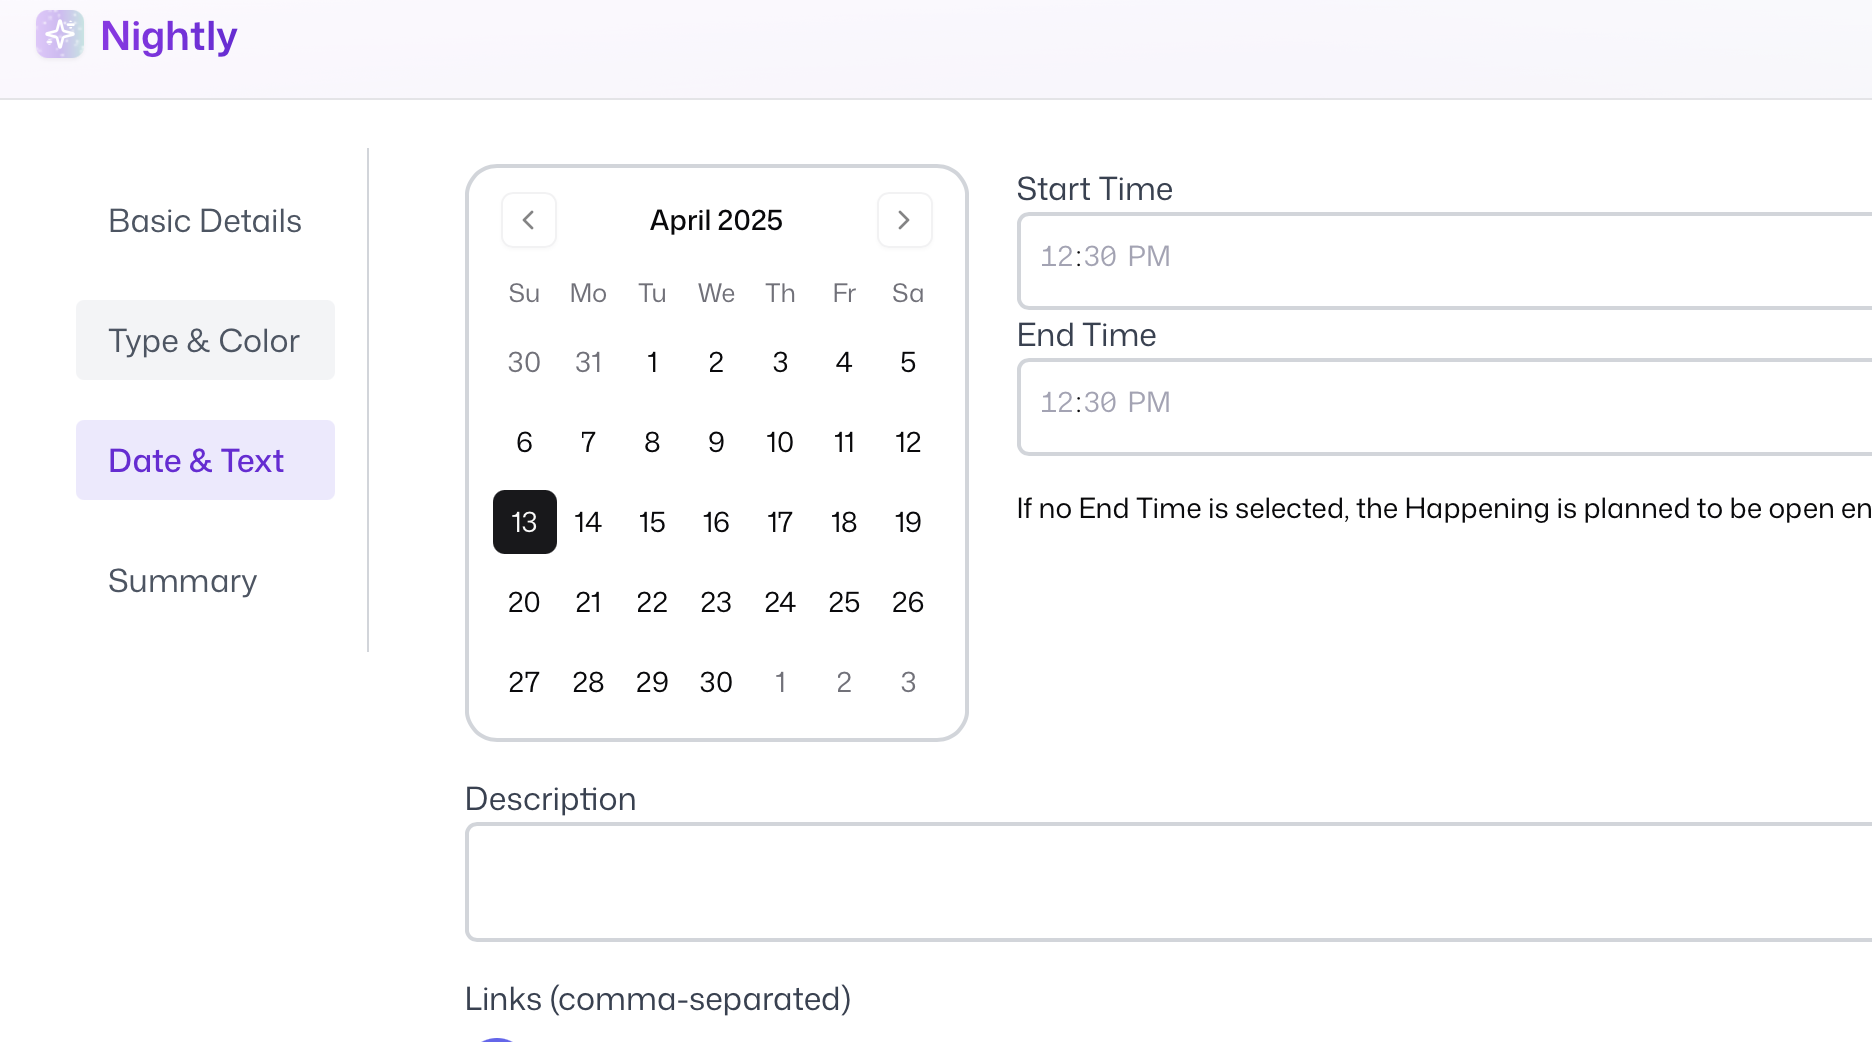 Nightly
Basic Details
Type & Color
Date & Text
Summary
April 2025
Su Mo Tu We Th Fr Sa
30 31 1 2 3 4 5
6 7 8 9 10 11 12
13 14 15 16 17 18 19
20 21 22 23 24 25 26
27 28 29 30 1 2 3
Start Time
12:30 PM
End Time
12:30 PM
If no End Time is selected, the Happening is planned to be open en
Description
Links (comma-separated)